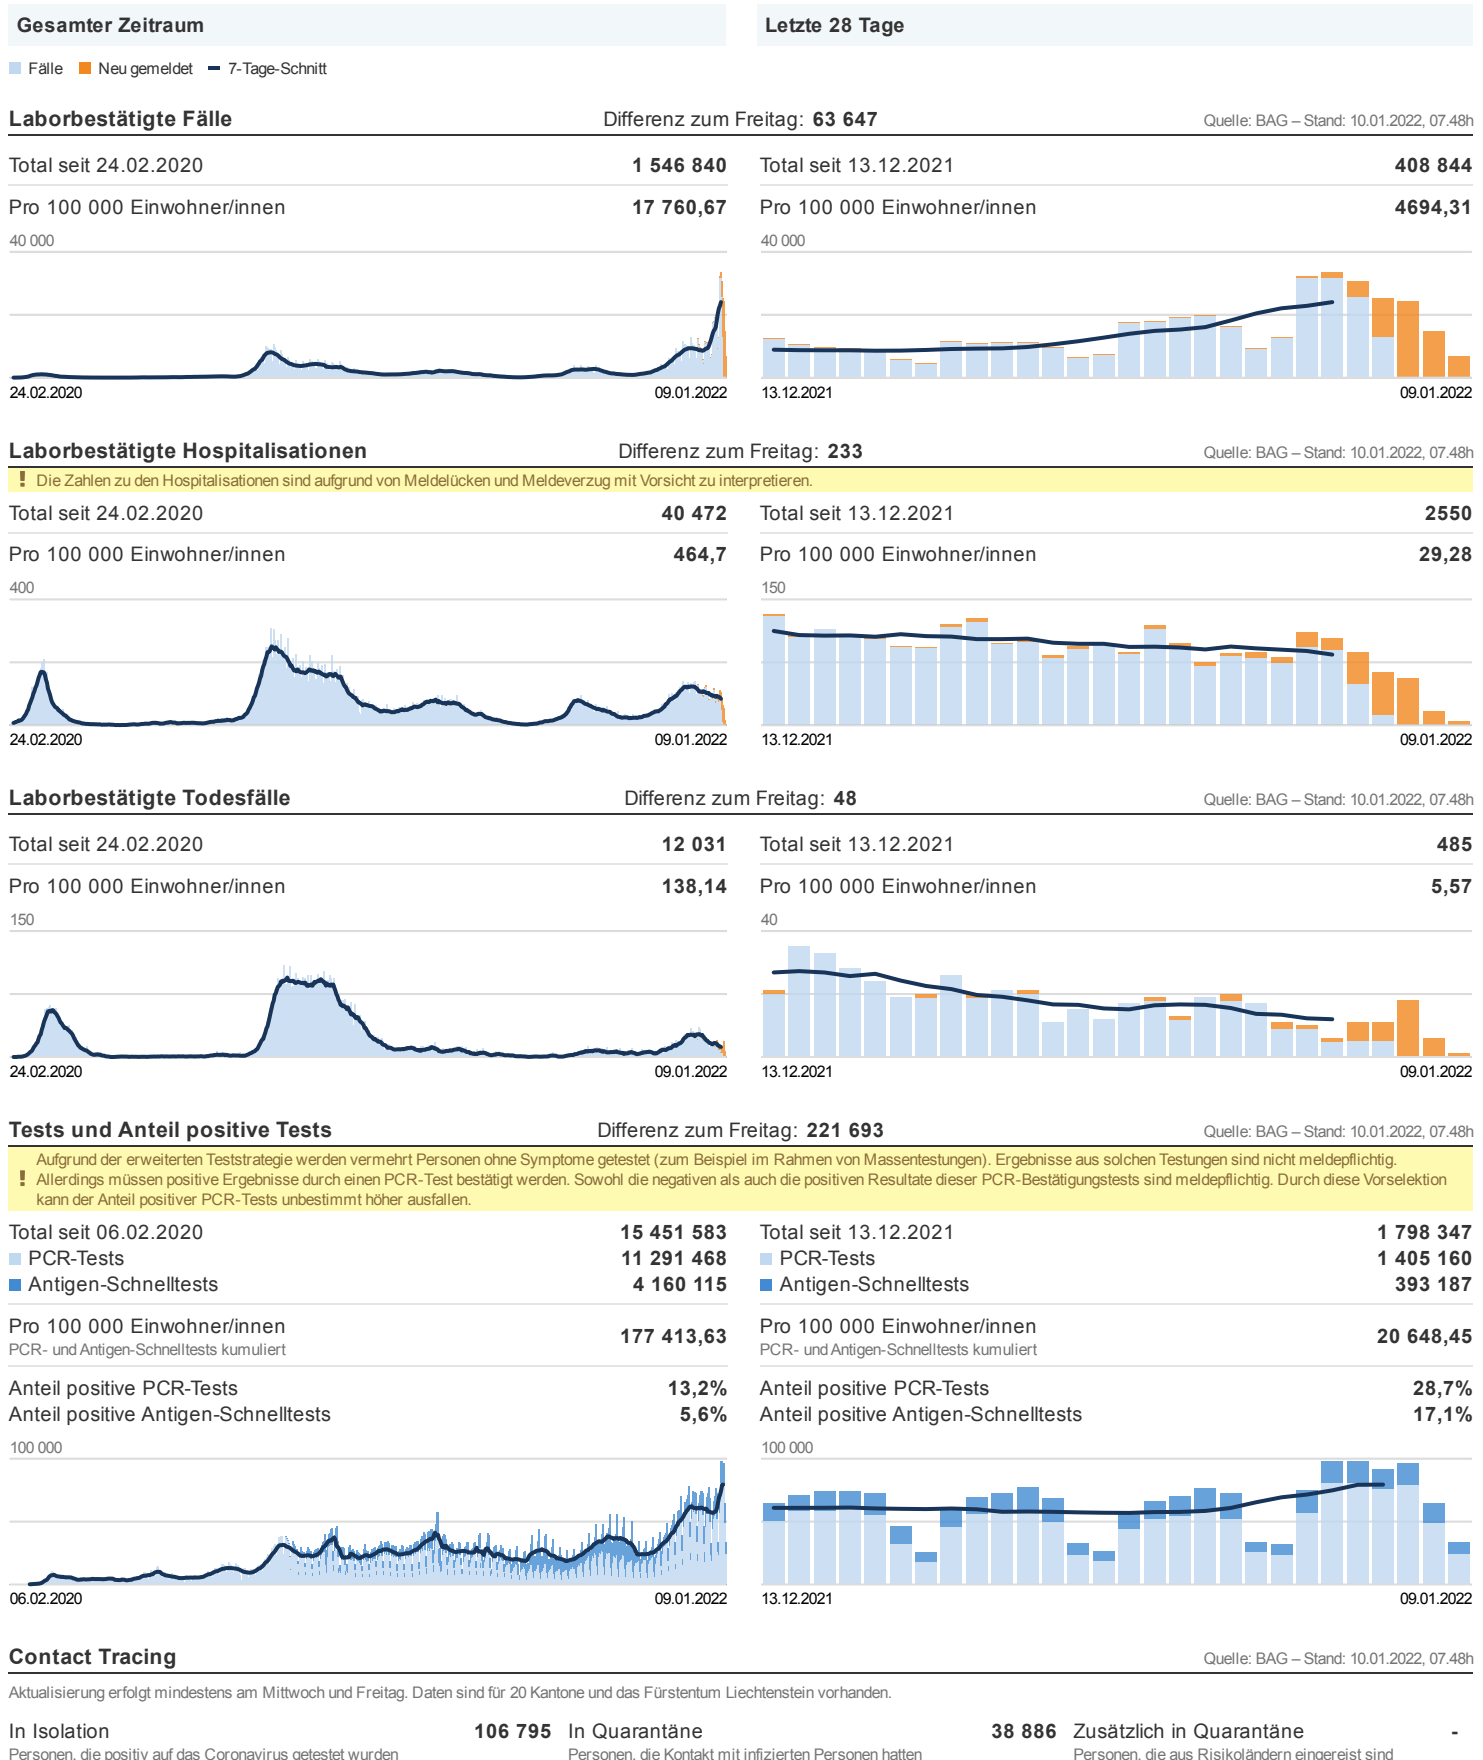 Gesamter Zeitraum
Letzte 28 Tage
Fälle Neu gemeldet 7-Tage-Schnitt
Laborbestätigte Fälle Differenz zum Freitag: 63 647 Quelle: BAG – Stand: 10.01.2022, 07.48h
Total seit 24.02.2020 1 546 840 Total seit 13.12.2021 408 844
Pro 100 000 Einwohner/innen 17 760,67 Pro 100 000 Einwohner/innen 4694,31
40 000 40 000
24.02.2020 09.01.2022 13.12.2021 09.01.2022
Laborbestätigte Hospitalisationen Differenz zum Freitag: 233 Quelle: BAG – Stand: 10.01.2022, 07.48h
! Die Zahlen zu den Hospitalisationen sind aufgrund von Meldelücken und Meldeverzug mit Vorsicht zu interpretieren.
Total seit 24.02.2020 40 472 Total seit 13.12.2021 2550
Pro 100 000 Einwohner/innen 464,7 Pro 100 000 Einwohner/innen 29,28
400 150
24.02.2020 09.01.2022 13.12.2021 09.01.2022
Laborbestätigte Todesfälle Differenz zum Freitag: 48 Quelle: BAG – Stand: 10.01.2022, 07.48h
Total seit 24.02.2020 12 031 Total seit 13.12.2021 485
Pro 100 000 Einwohner/innen 138,14 Pro 100 000 Einwohner/innen 5,57
150 40
24.02.2020 09.01.2022 13.12.2021 09.01.2022
Tests und Anteil positive Tests Differenz zum Freitag: 221 693 Quelle: BAG – Stand: 10.01.2022, 07.48h
Aufgrund der erweiterten Teststrategie werden vermehrt Personen ohne Symptome getestet (zum Beispiel im Rahmen von Massentestungen). Ergebnisse aus solchen Testungen sind nicht meldepflichtig.
! Allerdings müssen positive Ergebnisse durch einen PCR-Test bestätigt werden. Sowohl die negativen als auch die positiven Resultate dieser PCR-Bestätigungstests sind meldepflichtig. Durch diese Vorselektion
kann der Anteil positiver PCR-Tests unbestimmt höher ausfallen.
Total seit 06.02.2020 15 451 583 Total seit 13.12.2021 1 798 347
PCR-Tests 11 291 468 PCR-Tests 1 405 160
Antigen-Schnelltests 4 160 115 Antigen-Schnelltests 393 187
Pro 100 000 Einwohner/innen 177 413,63 Pro 100 000 Einwohner/innen 20 648,45
PCR- und Antigen-Schnelltests kumuliert PCR- und Antigen-Schnelltests kumuliert
Anteil positive PCR-Tests 13,2% Anteil positive PCR-Tests 28,7%
Anteil positive Antigen-Schnelltests 5,6% Anteil positive Antigen-Schnelltests 17,1%
100 000 100 000
06.02.2020 09.01.2022 13.12.2021 09.01.2022
Contact Tracing Quelle: BAG – Stand: 10.01.2022, 07.48h
Aktualisierung erfolgt mindestens am Mittwoch und Freitag. Daten sind für 20 Kantone und das Fürstentum Liechtenstein vorhanden.
In Isolation 106 795 In Quarantäne 38 886 Zusätzlich in Quarantäne -
Personen, die positiv auf das Coronavirus getestet wurden Personen, die Kontakt mit infizierten Personen hatten Personen, die aus Risikoländern eingereist sind